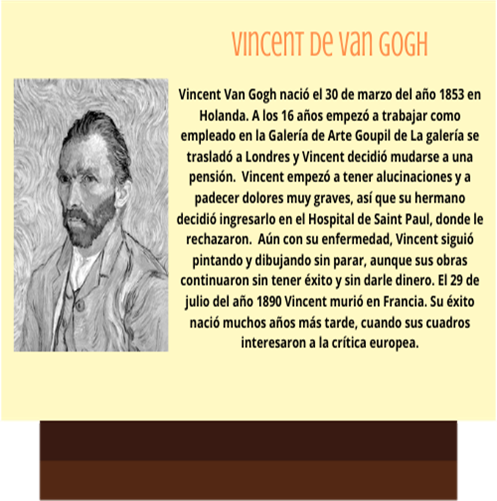 Vincent de Van Gogh
Vincent Van Gogh nació el 30 de marzo del año 1853 en
Holanda. A los 16 años empezó a trabajar como
empleado en la Galería de Arte Goupil de La galería se
trasladó a Londres y Vincent decidió mudarse a una
pensión. Vincent empezó a tener alucinaciones y a
padecer dolores muy graves, así que su hermano
decidió ingresarlo en el Hospital de Saint Paul, donde le
rechazaron. Aún con su enfermedad, Vincent siguió
pintando y dibujando sin parar, aunque sus obras
continuaron sin tener éxito y sin darle dinero. El 29 de
julio del año 1890 Vincent murió en Francia. Su éxito
nació muchos años más tarde, cuando sus cuadros
interesaron a la crítica europea.